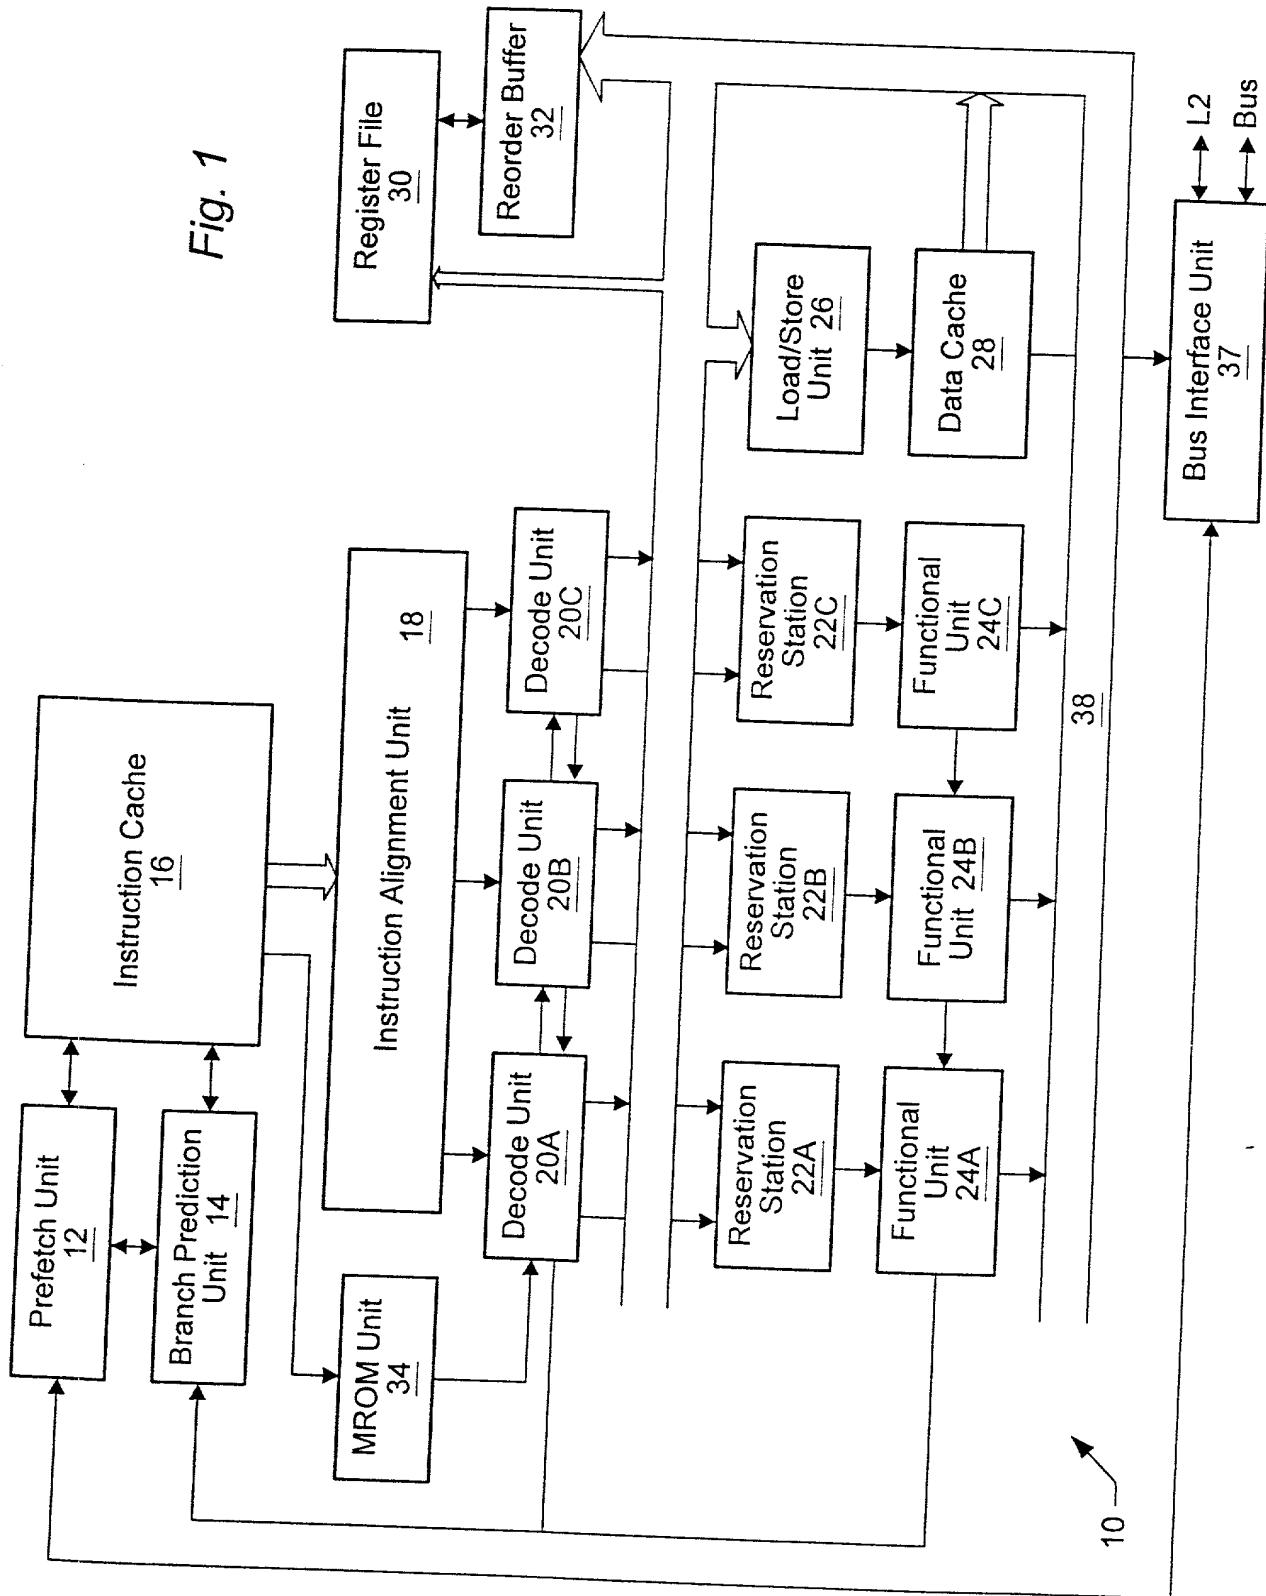 Fig. 1
Prefetch Unit
12
Branch Prediction
Unit 14
Instruction Cache
16
Register File
30
Reorder Buffer
32
MROM Unit
34
Instruction Alignment Unit
18
Decode Unit
20A
Decode Unit
20B
Decode Unit
20C
Reservation
Station
22A
Reservation
Station
22B
Reservation
Station
22C
Load/Store
Unit 26
Functional
Unit
24A
Functional
Unit 24B
Functional
Unit
24C
Data Cache
28
38
10
Bus Interface Unit
37
L2
Bus